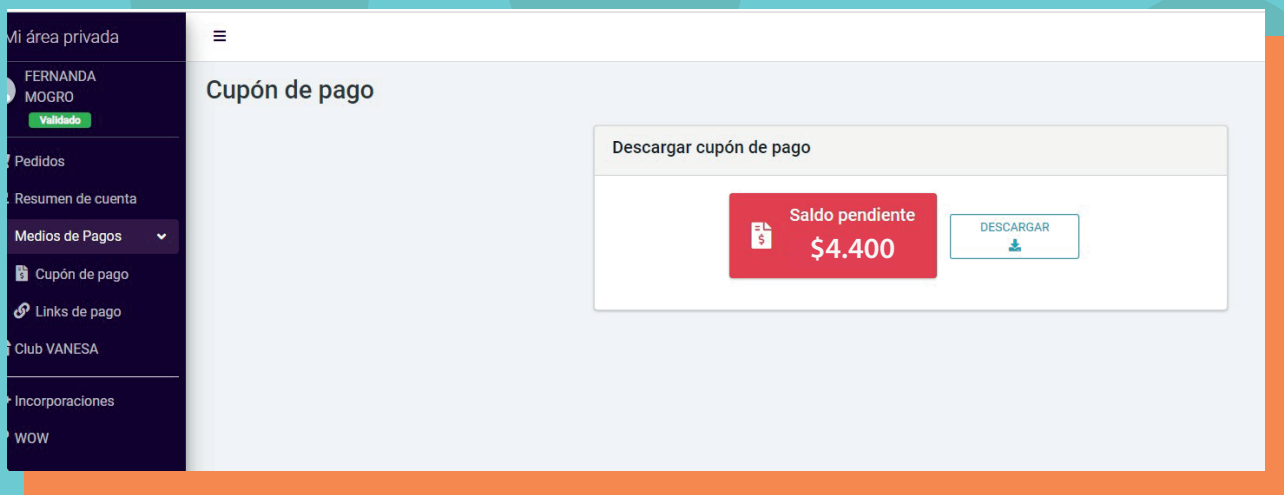 Mi área privada
FERNANDA
MOGRO
Validado
Pedidos
Resumen de cuenta
Medios de Pagos
Cupón de pago
Links de pago
Club VANESA
Incorporaciones
WOW
Cupón de pago
Descargar cupón de pago
Saldo pendiente
$4.400
DESCARGAR